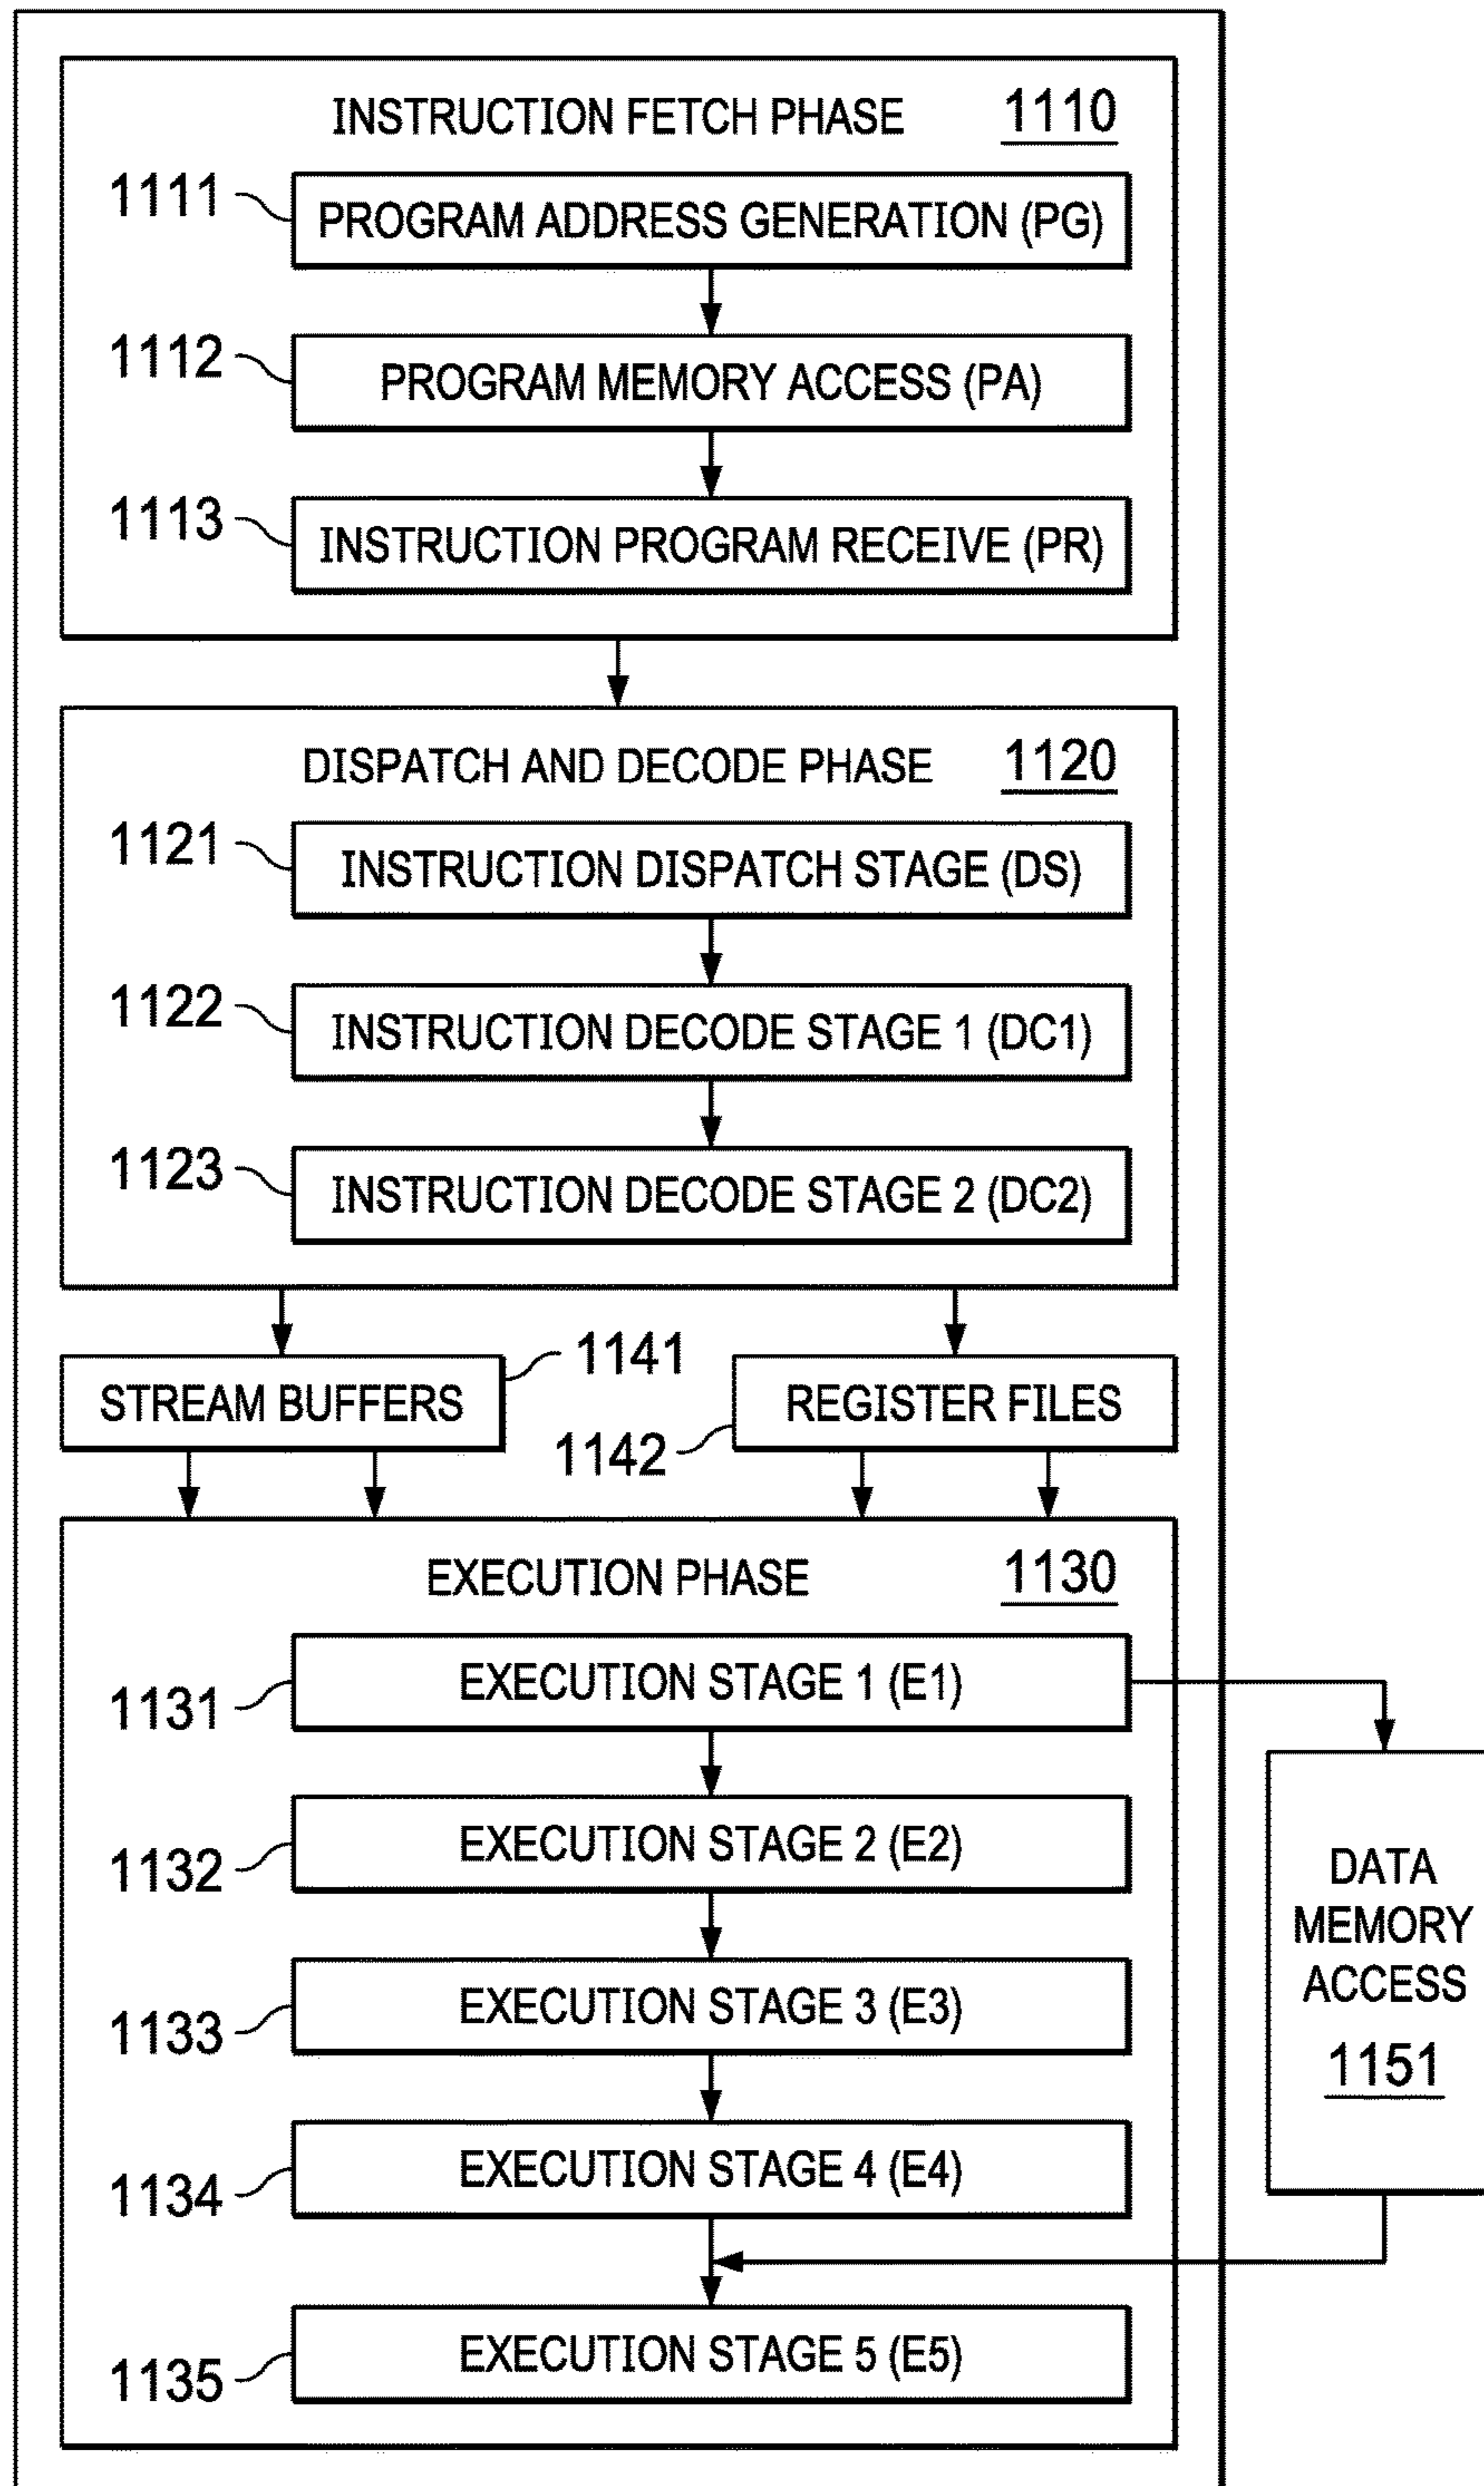 INSTRUCTION FETCH PHASE 1110
1111 PROGRAM ADDRESS GENERATION (PG)
1112 PROGRAM MEMORY ACCESS (PA)
1113 INSTRUCTION PROGRAM RECEIVE (PR)
DISPATCH AND DECODE PHASE 1120
1121 INSTRUCTION DISPATCH STAGE (DS)
1122 INSTRUCTION DECODE STAGE 1 (DC1)
1123 INSTRUCTION DECODE STAGE 2 (DC2)
STREAM BUFFERS 1141
1142 REGISTER FILES
EXECUTION PHASE 1130
1131 EXECUTION STAGE 1 (E1)
1132 EXECUTION STAGE 2 (E2)
1133 EXECUTION STAGE 3 (E3)
1134 EXECUTION STAGE 4 (E4)
1135 EXECUTION STAGE 5 (E5)
DATA
MEMORY
ACCESS
1151